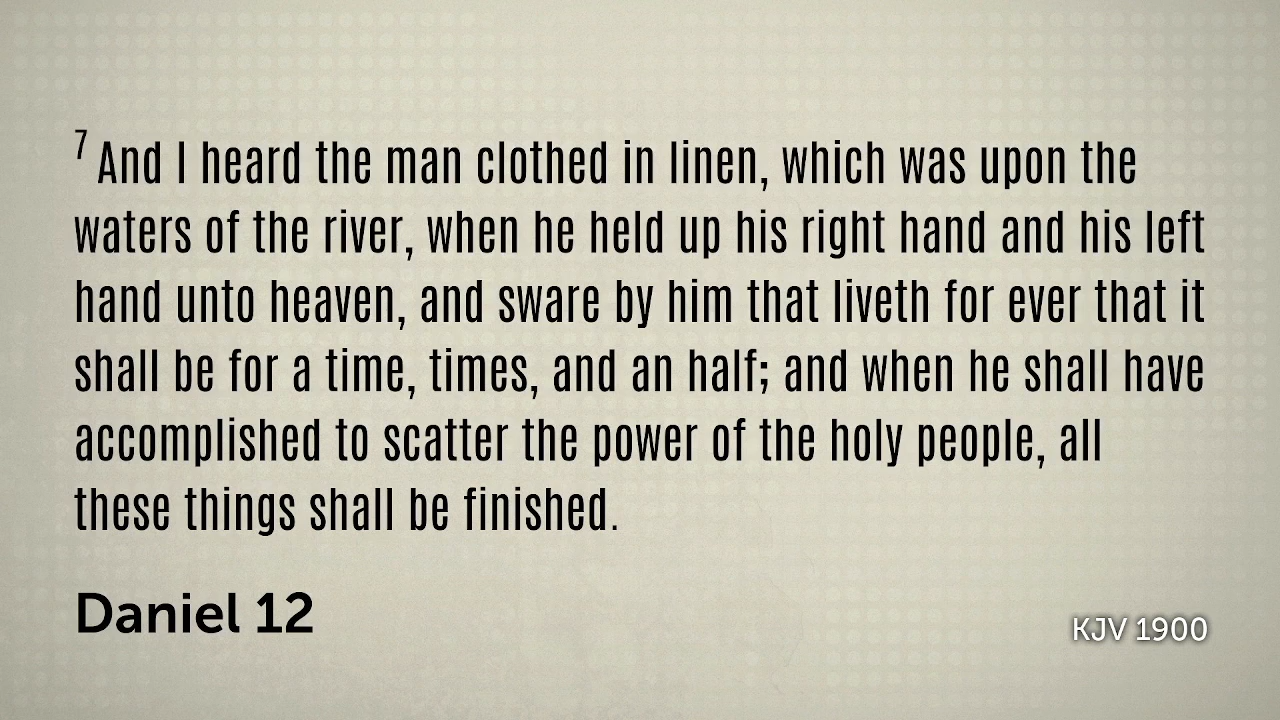 7 And I heard the man clothed in linen, which was upon the
waters of the river, when he held up his right hand and his left
hand unto heaven, and sware by him that liveth for ever that it
shall be for a time, times, and an half; and when he shall have
accomplished to scatter the power of the holy people, all
these things shall be finished.
Daniel 12
KJV 1900